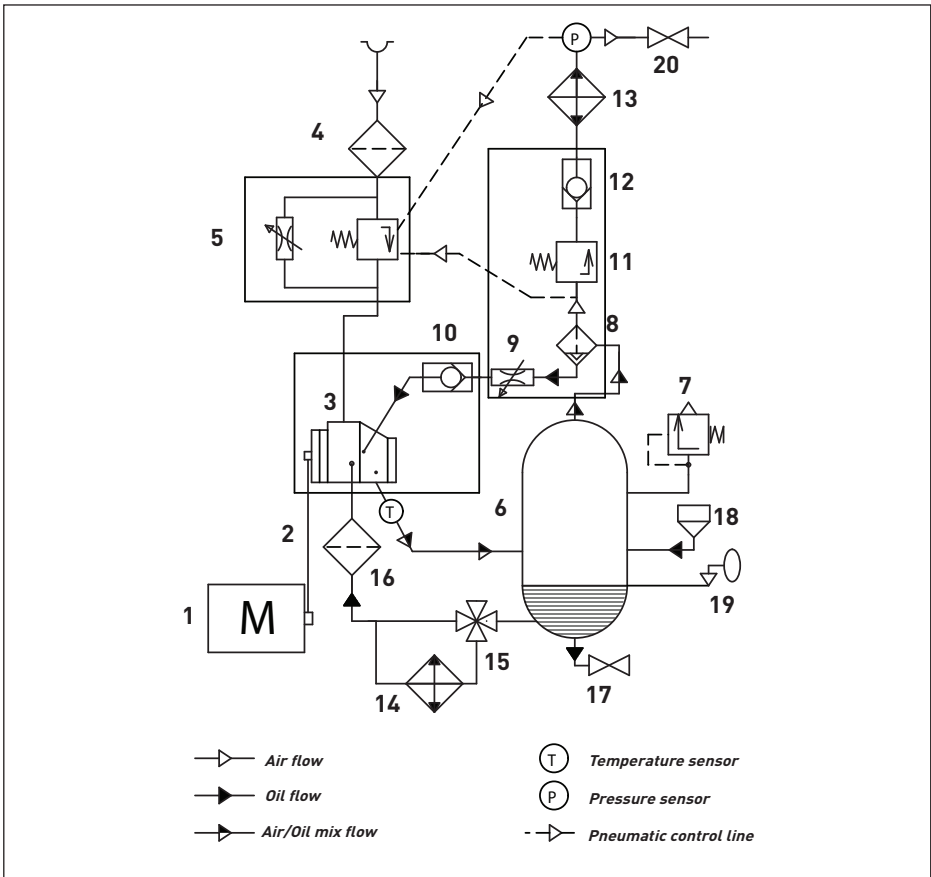 P
20
13
4
12
5
11
8
10
9
7
3
6
18
T
2
16
19
1
M
15
14
17
Air flow
T
Temperature sensor
Oil flow
P
Pressure sensor
Air/Oil mix flow
Pneumatic control line